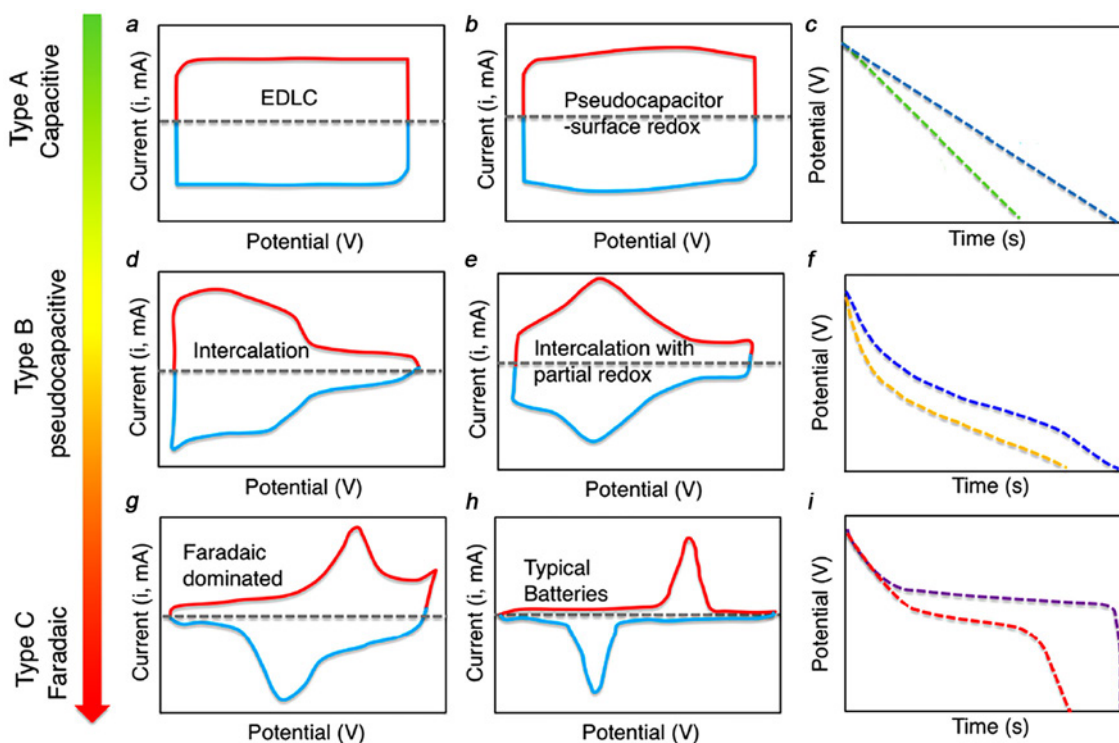 Type A
Capacitive
Type B
pseudocapacitive
Type C
Faradaic
a
Current (i, mA)
EDLC
Potential (V)
b
Current (i, mA)
Pseudocapacitor
-surface redox
Potential (V)
c
Potential (V)
Time (s)
d
Current (i, mA)
Intercalation
Potential (V)
e
Current (i, mA)
Intercalation with
partial redox
Potential (V)
f
Potential (V)
Time (s)
g
Current (i, mA)
Faradaic
dominated
Potential (V)
h
Current (i, mA)
Typical
Batteries
Potential (V)
i
Potential (V)
Time (s)